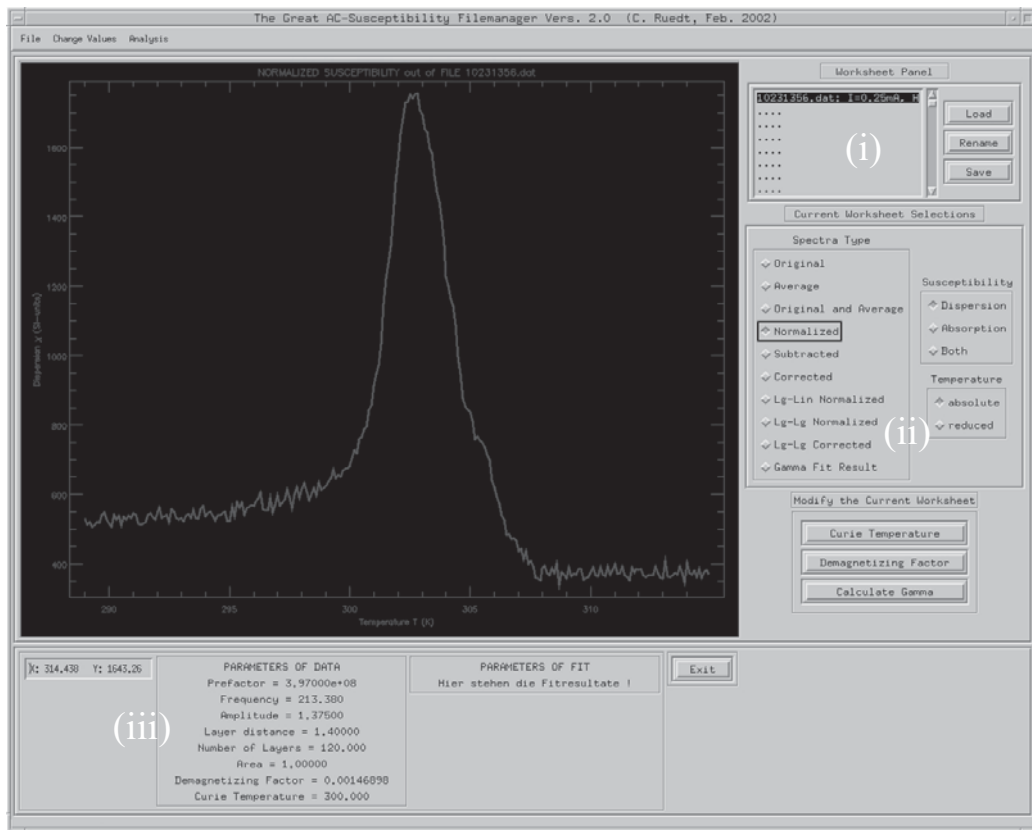 The Great AC-Susceptibility Filemanager Vers. 2.0 (C. Ruedt, Feb. 2002)
File Change Values Analysis
NORMALIZED SUSCEPTIBILITY out of FILE 10231356.dat
1600
1400
1200
1000
800
600
400
Dispersion χ (SI-units)
290 295 300 305 310
Temperature T (K)
Worksheet Panel
10231356.dat: I=0.25mA, H
....
....
....
....
....
....
....
(i)
Load
Rename
Save
Current Worksheet Selections
Spectra Type
Original
Average
Original and Average
Normalized
Subtracted
Corrected
Lg-Lin Normalized
Lg-Lg Normalized
Lg-Lg Corrected
Gamma Fit Result
Susceptibility
Dispersion
Absorption
Both
Temperature
absolute
reduced
(ii)
Modify the Current Worksheet
Curie Temperature
Demagnetizing Factor
Calculate Gamma
X: 314.438 Y: 1643.26
(iii)
PARAMETERS OF DATA
Prefactor = 3.97000e+08
Frequency = 213.380
Amplitude = 1.37500
Layer distance = 1.40000
Number of Layers = 120.000
Area = 1.00000
Demagnetizing Factor = 0.00146898
Curie Temperature = 300.000
PARAMETERS OF FIT
Hier stehen die Fitresultate !
Exit